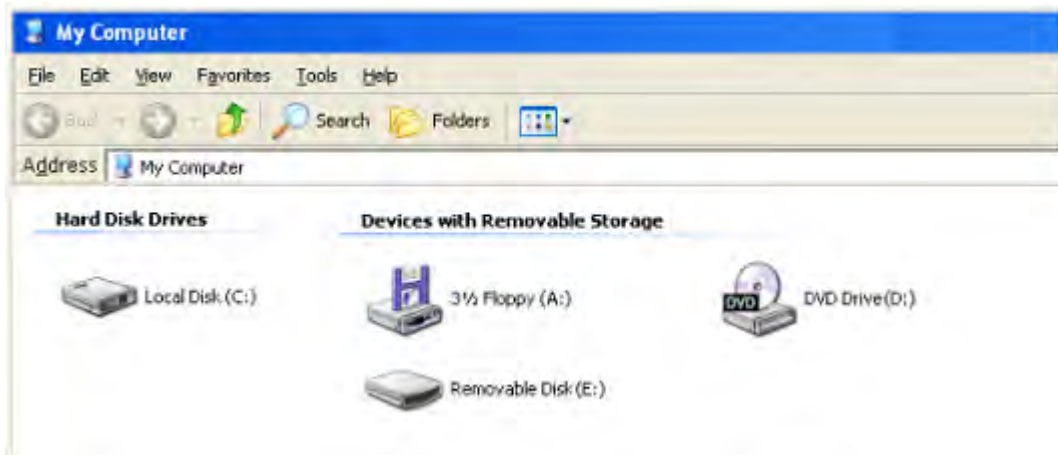 My Computer
File Edit View Favorites Tools Help
Back Search Folders
Address My Computer
Hard Disk Drives Devices with Removable Storage
Local Disk (C:) 3½ Floppy (A:) DVD DVD Drive(D:)
Removable Disk (E:)